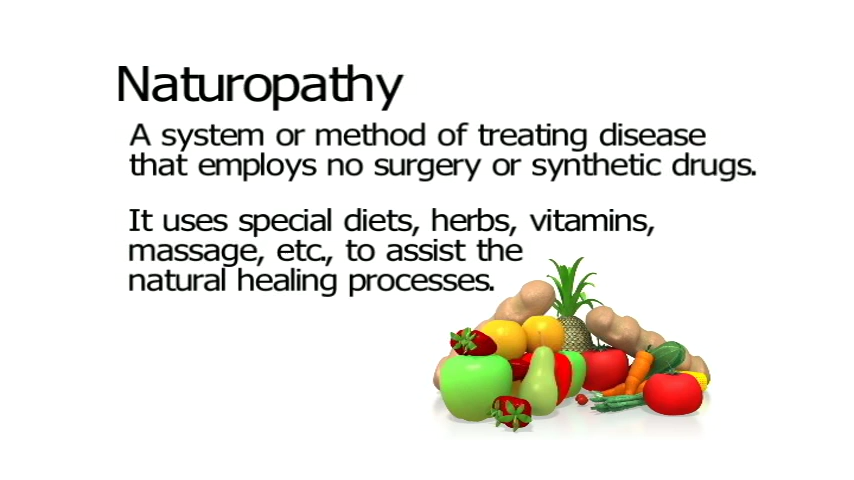 Naturopathy
A system or method of treating disease
that employs no surgery or synthetic drugs.
It uses special diets, herbs, vitamins,
massage, etc., to assist the
natural healing processes.